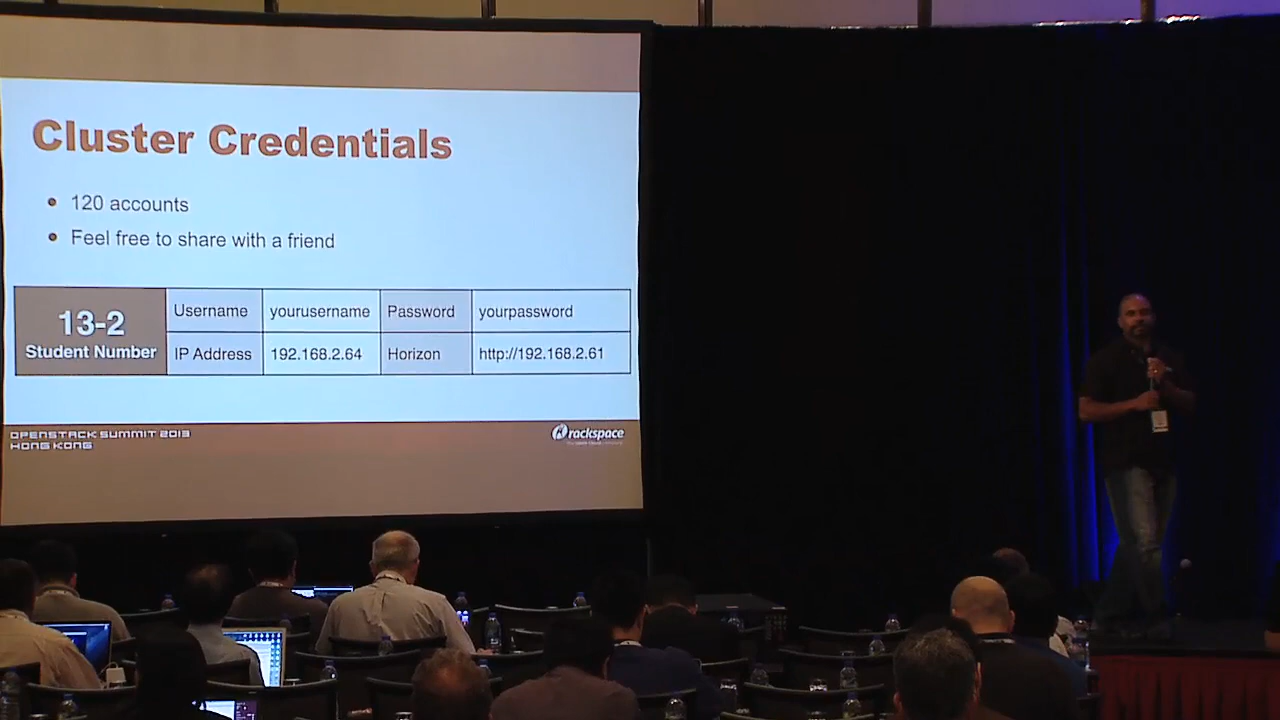 Cluster Credentials
120 accounts
Feel free to share with a friend
13-2
Student Number
Username
yourusername
Password
yourpassword
IP Address
192.168.2.64
Horizon
http://192.168.2.61
OPENSTACK SUMMIT 2013
HONG KONG
rackspace